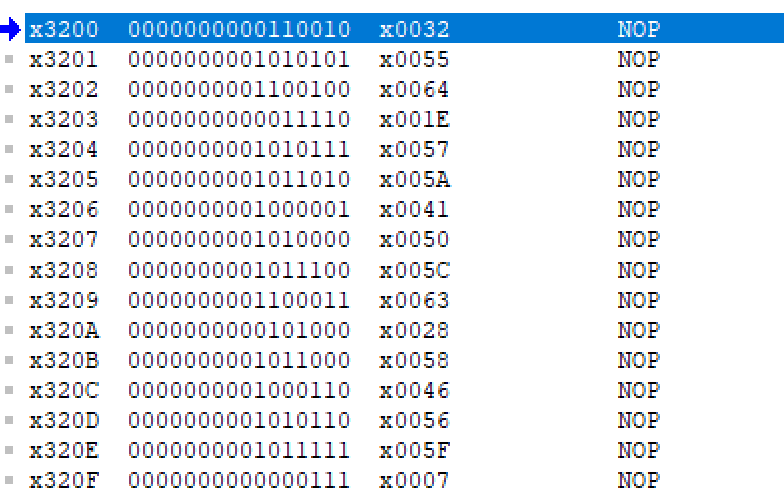 x3200 0000000000110010 x0032 NOP
x3201 0000000001010101 x0055 NOP
x3202 0000000001100100 x0064 NOP
x3203 0000000000011110 x001E NOP
x3204 0000000001010111 x0057 NOP
x3205 0000000001011010 x005A NOP
x3206 0000000001000001 x0041 NOP
x3207 0000000001010000 x0050 NOP
x3208 0000000001011100 x005C NOP
x3209 0000000001100011 x0063 NOP
x320A 0000000000101000 x0028 NOP
x320B 0000000001011000 x0058 NOP
x320C 0000000001000110 x0046 NOP
x320D 0000000001010110 x0056 NOP
x320E 0000000001011111 x005F NOP
x320F 0000000000000111 x0007 NOP